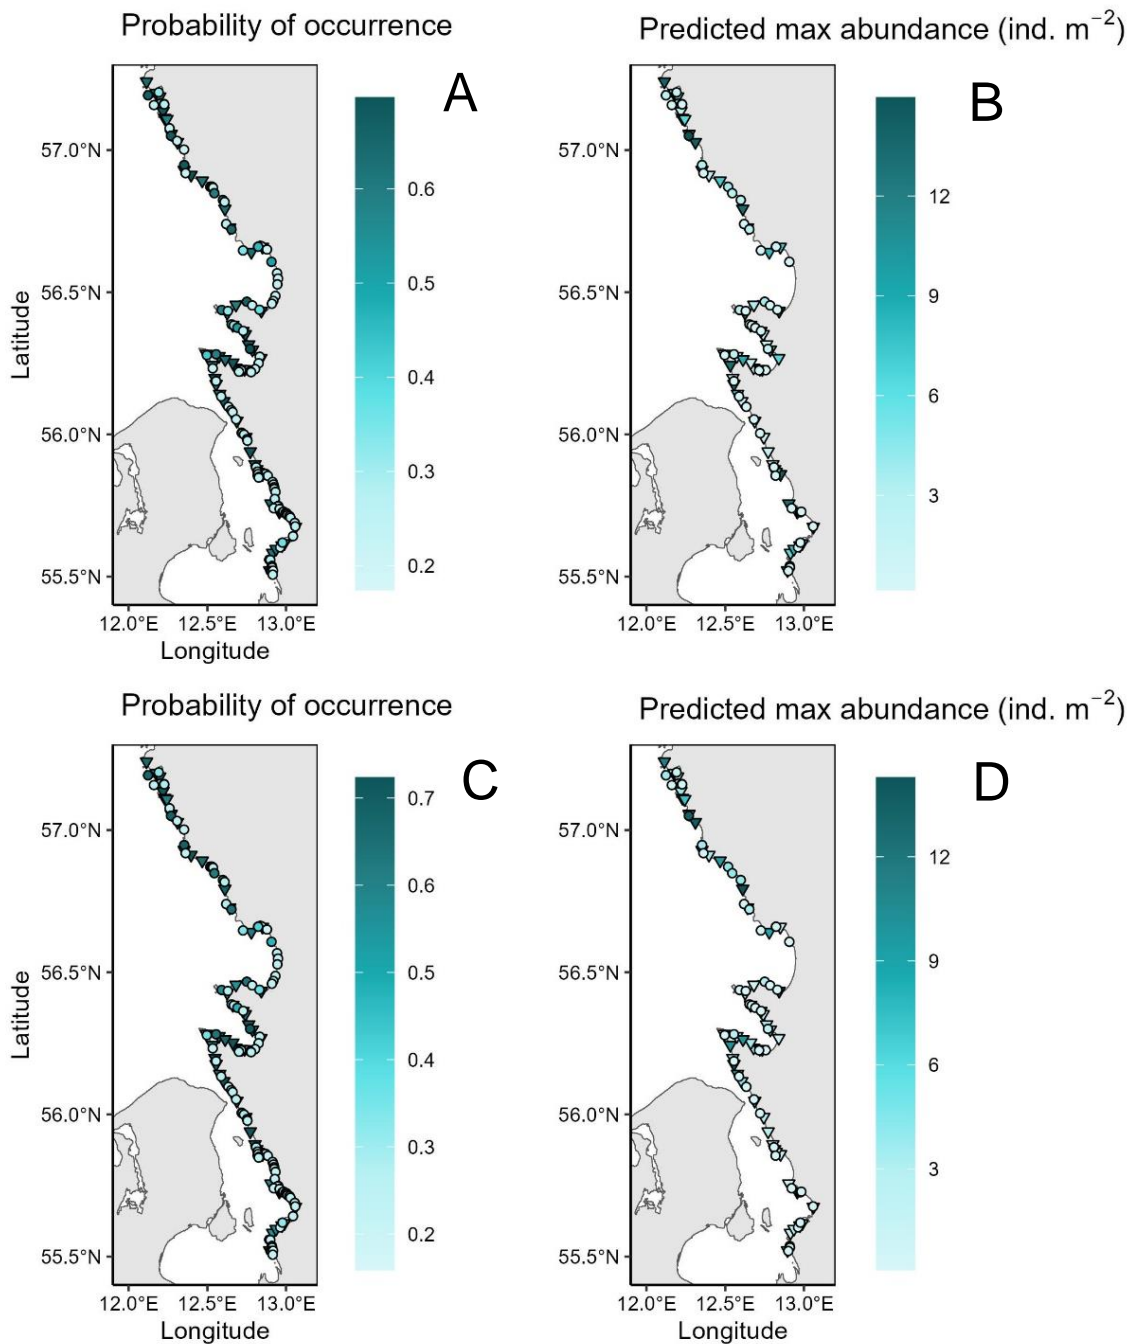 Probability of occurrence
Predicted max abundance (ind. m⁻²)
A
B
57.0°N
56.5°N
56.0°N
55.5°N
12.0°E 12.5°E 13.0°E
Longitude
Latitude
0.6
0.5
0.4
0.3
0.2
57.0°N
56.5°N
56.0°N
55.5°N
12.0°E 12.5°E 13.0°E
Longitude
12
9
6
3
Probability of occurrence
Predicted max abundance (ind. m⁻²)
C
D
57.0°N
56.5°N
56.0°N
55.5°N
12.0°E 12.5°E 13.0°E
Longitude
Latitude
0.7
0.6
0.5
0.4
0.3
0.2
57.0°N
56.5°N
56.0°N
55.5°N
12.0°E 12.5°E 13.0°E
Longitude
12
9
6
3